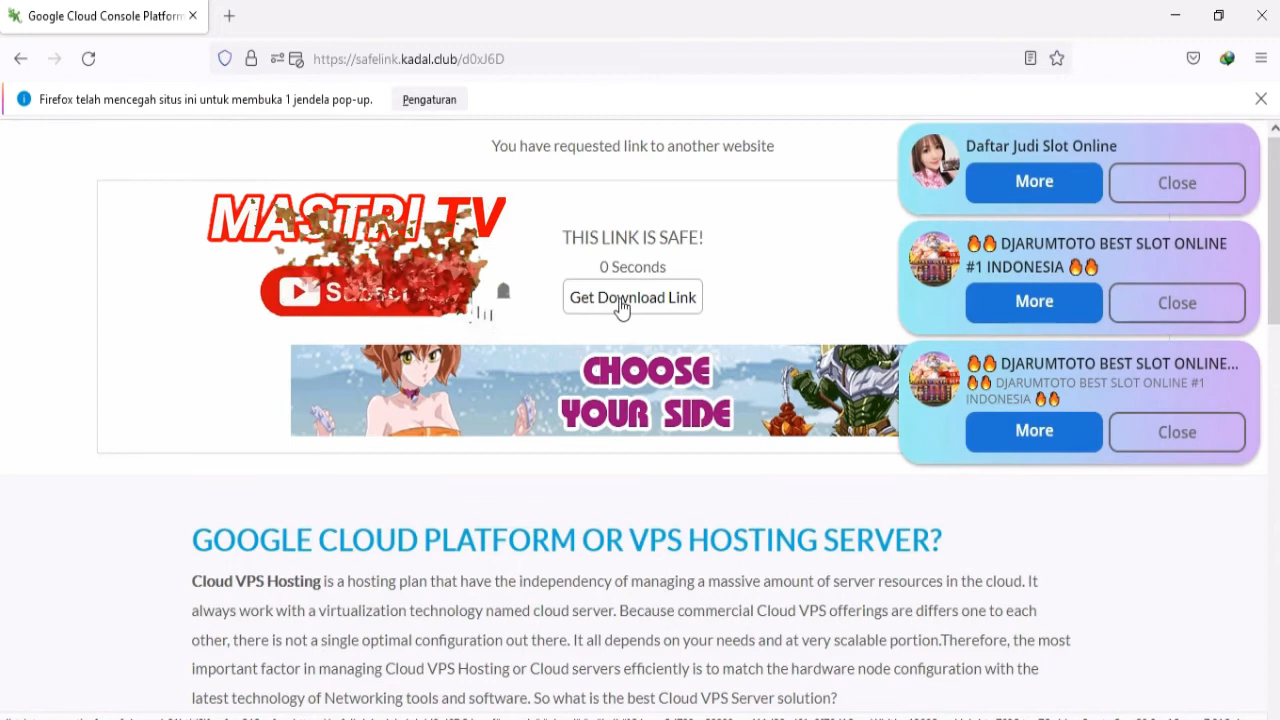 Google Cloud Console Platform
https://safelink.kadal.club/d0xJ6D
Firefox telah mencegah situs ini untuk membuka 1 jendela pop-up.
Pengaturan
You have requested link to another website
MASTRI TV
THIS LINK IS SAFE!
0 Seconds
Get Download Link
CHOOSE
YOUR SIDE
Daftar Judi Slot Online
More
Close
🔥🔥 DJARUMTOTO BEST SLOT ONLINE
#1 INDONESIA 🔥🔥
More
Close
🔥🔥 DJARUMTOTO BEST SLOT ONLINE...
🔥🔥 DJARUMTOTO BEST SLOT ONLINE #1
INDONESIA 🔥🔥
More
Close
GOOGLE CLOUD PLATFORM OR VPS HOSTING SERVER?
Cloud VPS Hosting is a hosting plan that have the independency of managing a massive amount of server resources in the cloud. It
always work with a virtualization technology named cloud server. Because commercial Cloud VPS offerings are differs one to each
other, there is not a single optimal configuration out there. It all depends on your needs and at very scalable portion.Therefore, the most
important factor in managing Cloud VPS Hosting or Cloud servers efficiently is to match the hardware node configuration with the
latest technology of Networking tools and software. So what is the best Cloud VPS Server solution?